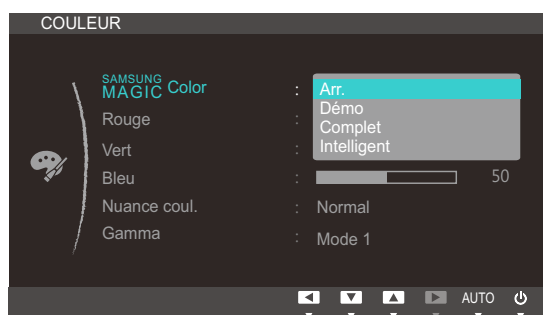 COULEUR
SAMSUNG
MAGIC Color : Arr.
Démo
Rouge :
Complet
Vert : Intelligent
Bleu : 50
Nuance coul. : Normal
Gamma : Mode 1
AUTO